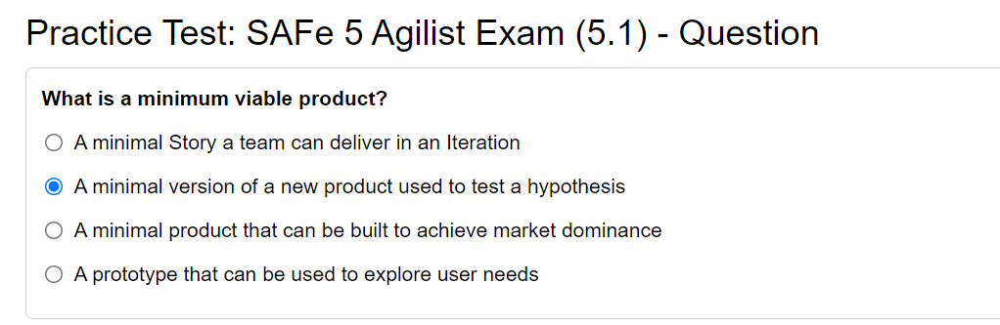 Practice Test: SAFe 5 Agilist Exam (5.1) - Question
What is a minimum viable product?
A minimal Story a team can deliver in an Iteration
A minimal version of a new product used to test a hypothesis
A minimal product that can be built to achieve market dominance
A prototype that can be used to explore user needs